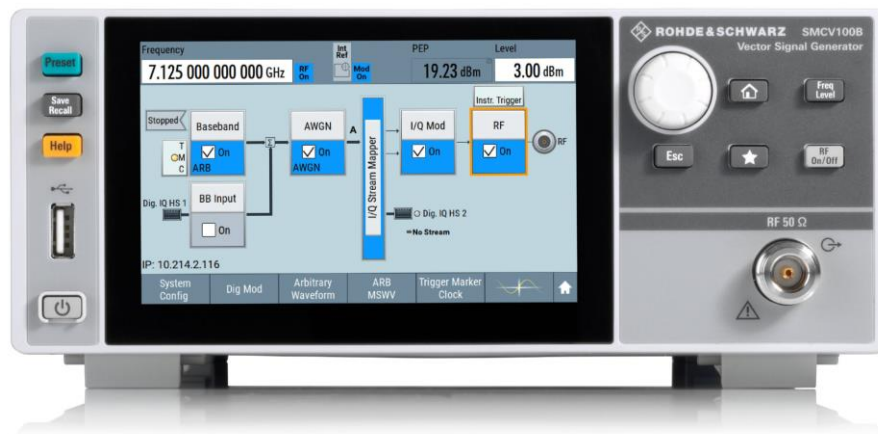 ROHDE&SCHWARZ SMCV100B
Vector Signal Generator
Preset
Save
Recall
Help
Frequency
Int
Ref
PEP
Level
7.125 000 000 000 GHz
RF
On
Mod
On
19.23 dBm
3.00 dBm
Instr. Trigger
Stopped
Baseband
AWGN
A
I/Q Mod
RF
T
M
C
On
ARB
On
AWGN
I/Q Stream Mapper
On
On
RF
Dig. IQ HS 1
BB Input
On
Dig. IQ HS 2
No Stream
IP: 10.214.2.116
System
Config
Dig Mod
Arbitrary
Waveform
ARB
MSWV
Trigger Marker
Clock
Freq
Level
Esc
RF
On/Off
RF 50 Ω